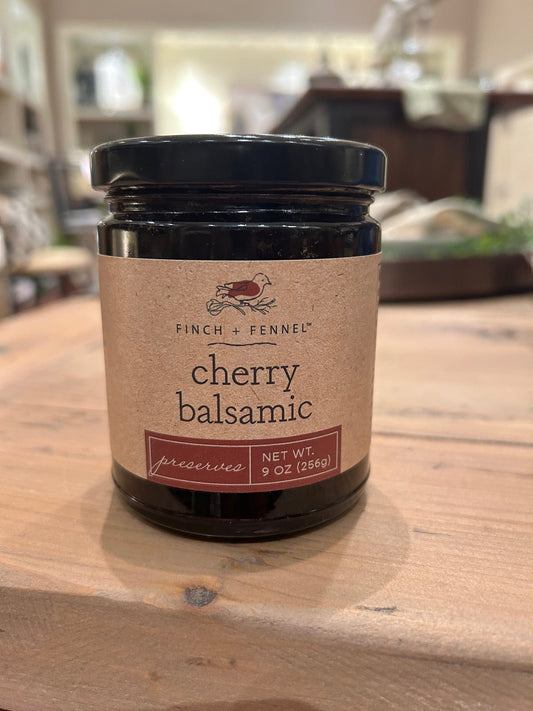 FINCH + FENNEL™
cherry
balsamic
preserves
NET WT.
9 OZ (256g)